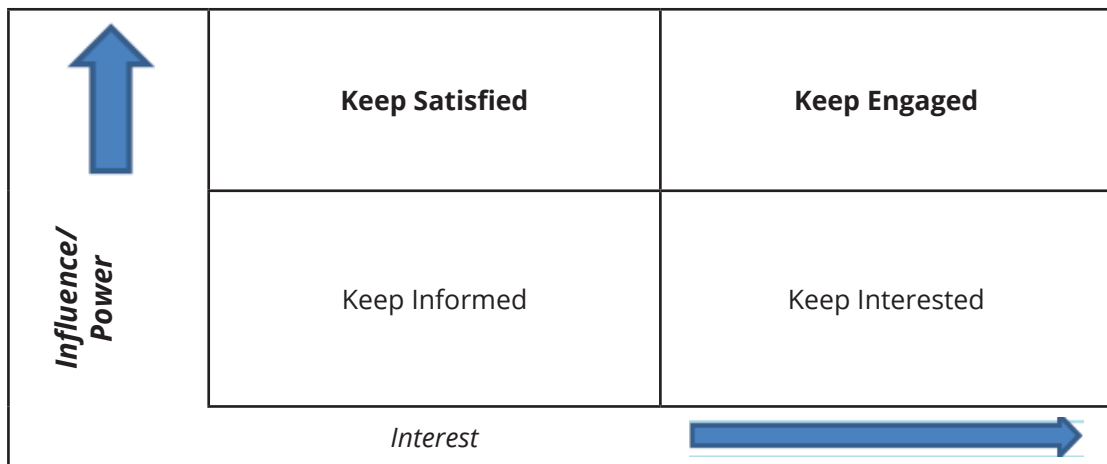 Keep Satisfied
Keep Engaged
Influence/
Power
Keep Informed
Keep Interested
Interest